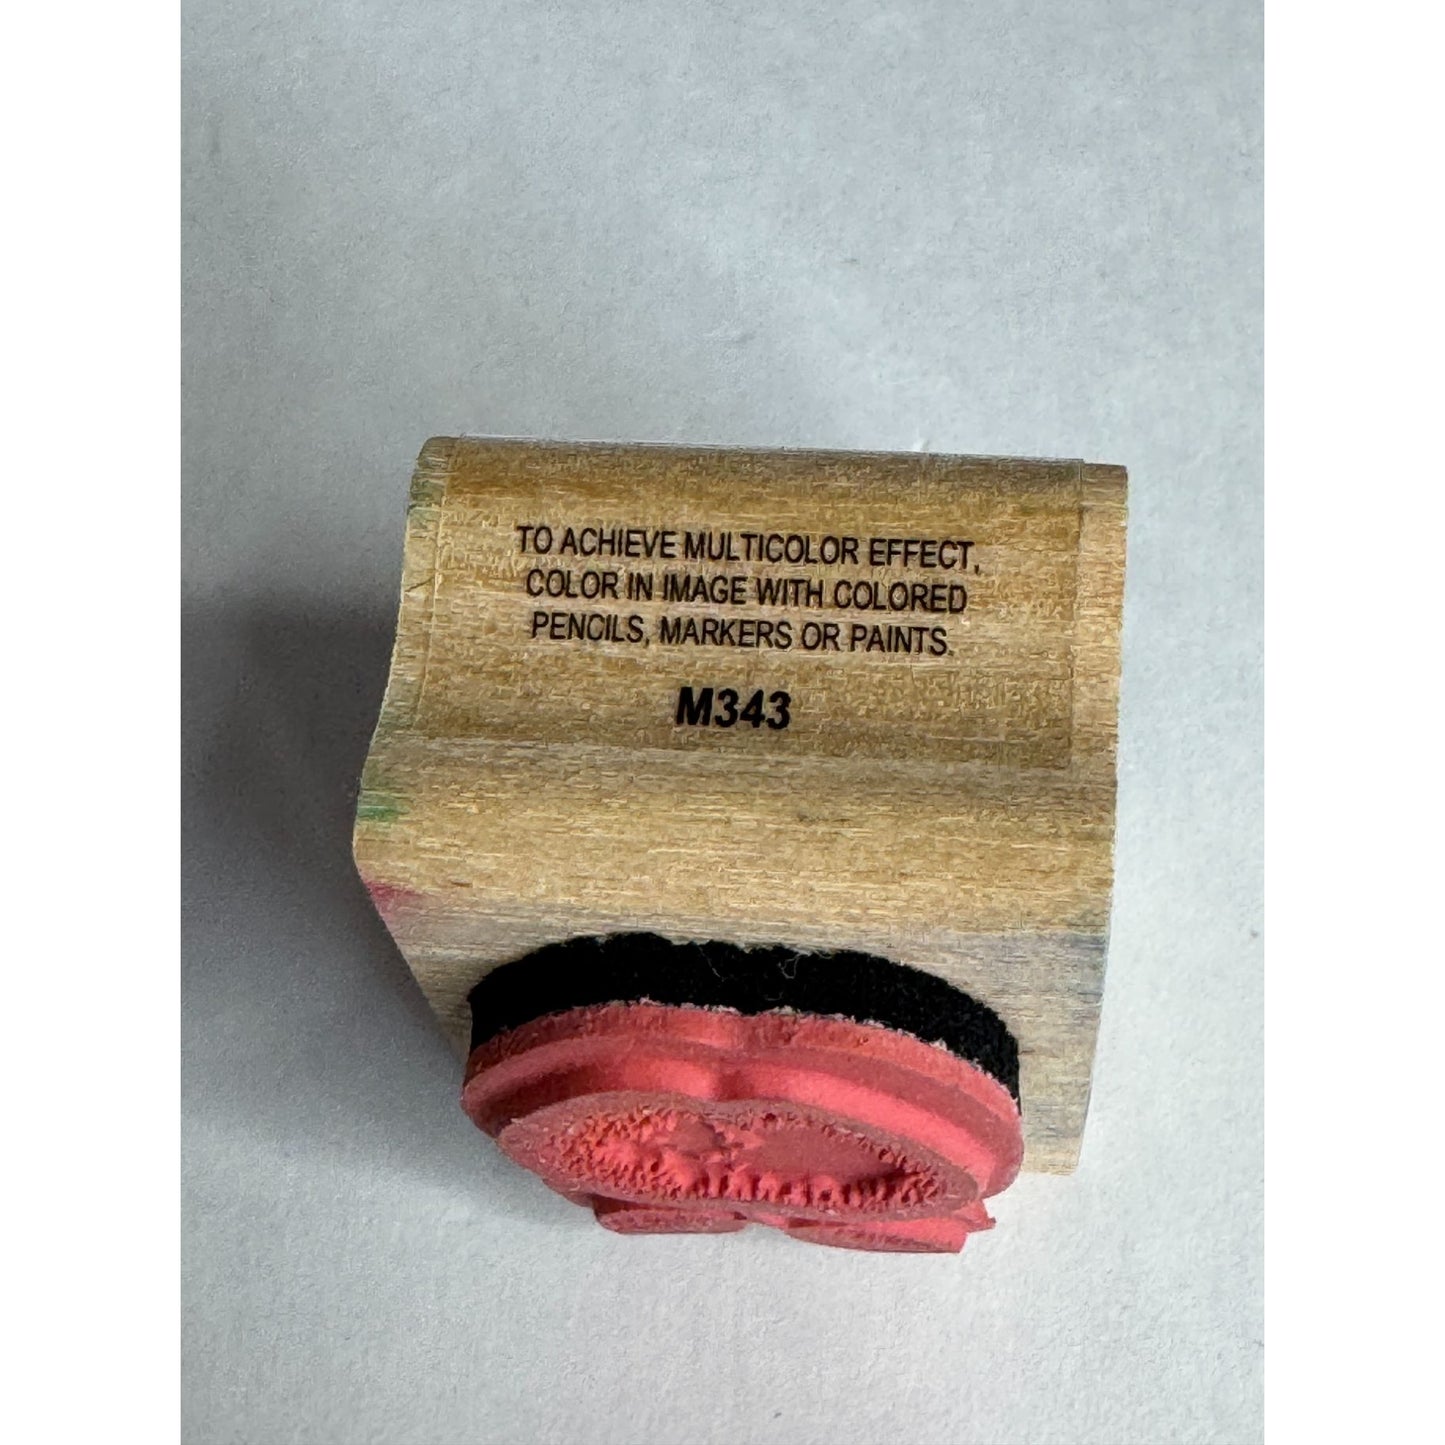 TO ACHIEVE MULTICOLOR EFFECT,
COLOR IN IMAGE WITH COLORED
PENCILS, MARKERS OR PAINTS.
M343